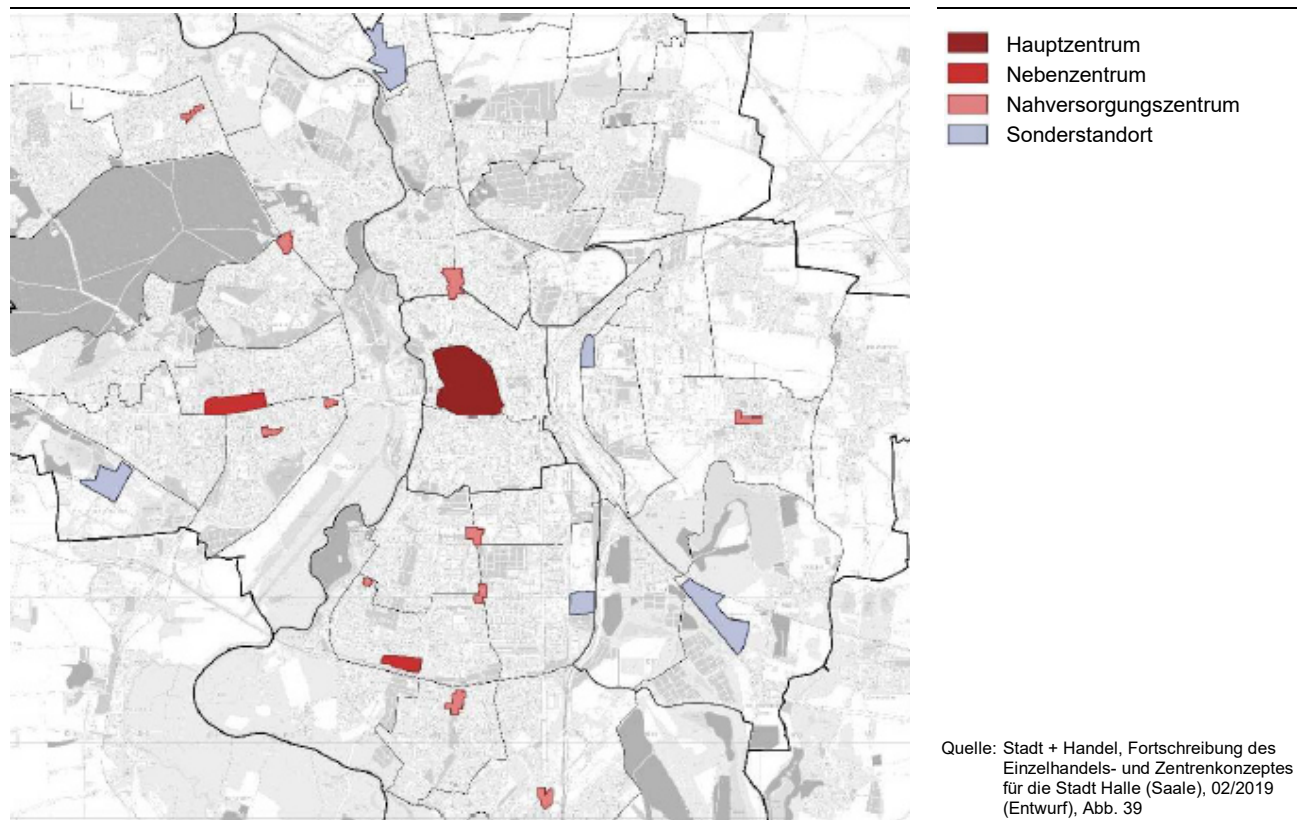 Hauptzentrum
Nebenzentrum
Nahversorgungszentrum
Sonderstandort
Quelle: Stadt + Handel, Fortschreibung des
Einzelhandels- und Zentrenkonzeptes
für die Stadt Halle (Saale), 02/2019
(Entwurf), Abb. 39